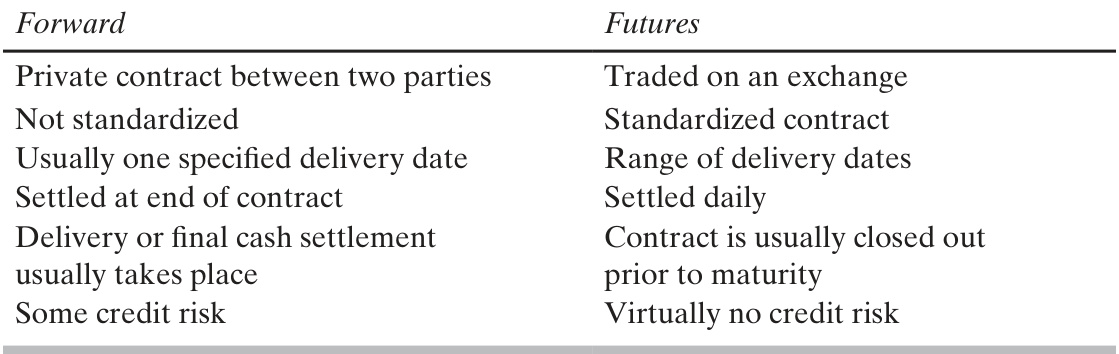 Forward Futures
Private contract between two parties Traded on an exchange
Not standardized Standardized contract
Usually one specified delivery date Range of delivery dates
Settled at end of contract Settled daily
Delivery or final cash settlement Contract is usually closed out
usually takes place prior to maturity
Some credit risk Virtually no credit risk